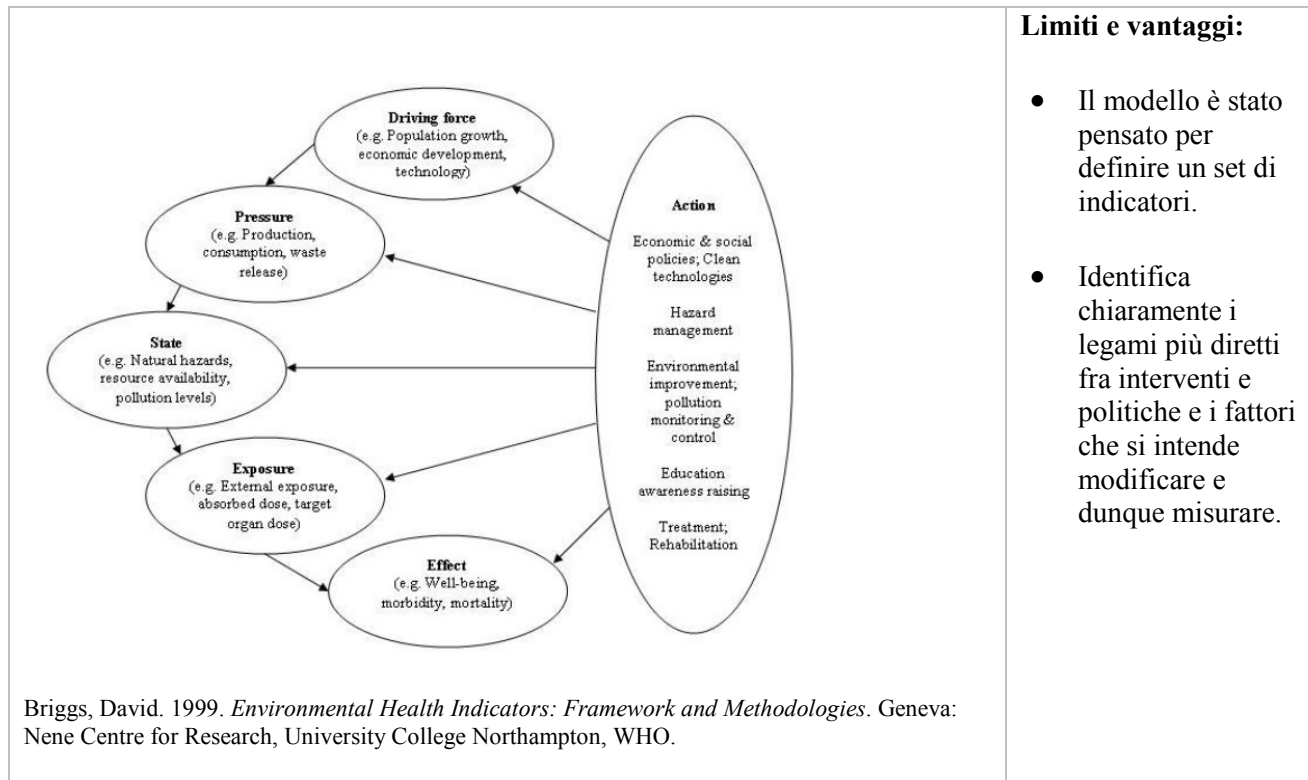 Driving force
(e.g. Population growth,
economic development,
technology)
Pressure
(e.g. Production,
consumption, waste
release)
State
(e.g. Natural hazards,
resource availability,
pollution levels)
Exposure
(e.g. External exposure,
absorbed dose, target
organ dose)
Effect
(e.g. Well-being,
morbidity, mortality)
Action
Economic & social
policies; Clean
technologies
Hazard
management
Environmental
improvement;
pollution
monitoring &
control
Education
awareness raising
Treatment;
Rehabilitation
Briggs, David. 1999. Environmental Health Indicators: Framework and Methodologies. Geneva:
Nene Centre for Research, University College Northampton, WHO.
Limiti e vantaggi:
• Il modello è stato
pensato per
definire un set di
indicatori.
• Identifica
chiaramente i
legami più diretti
fra interventi e
politiche e i fattori
che si intende
modificare e
dunque misurare.